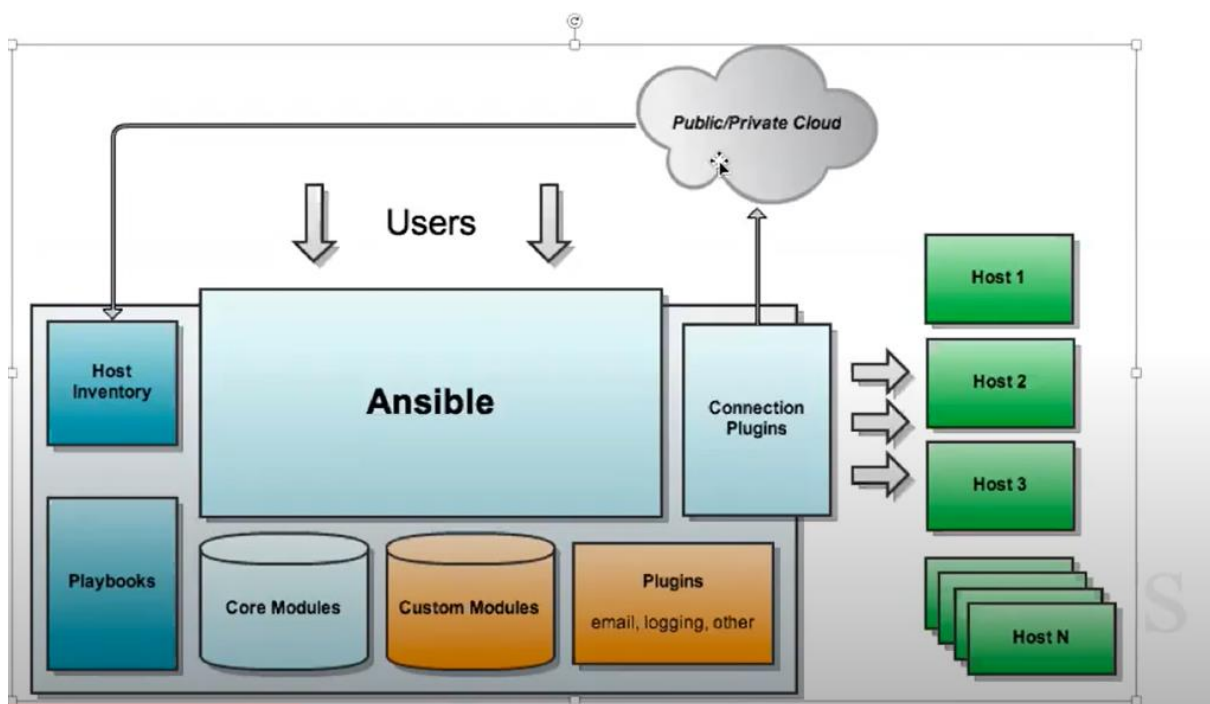 Public/Private Cloud
Users
Host 1
Host
Inventory
Ansible
Connection
Plugins
Host 2
Host 3
Playbooks
Core Modules
Custom Modules
Plugins
email, logging, other
Host N
S